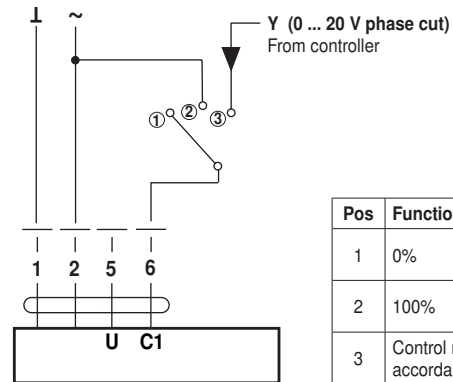 ⊥ ~
Y (0 ... 20 V phase cut)
From controller
① ② ③
1 2 5 6
U C1
Pos Functio
1 0%
2 100%
3 Control
accorda